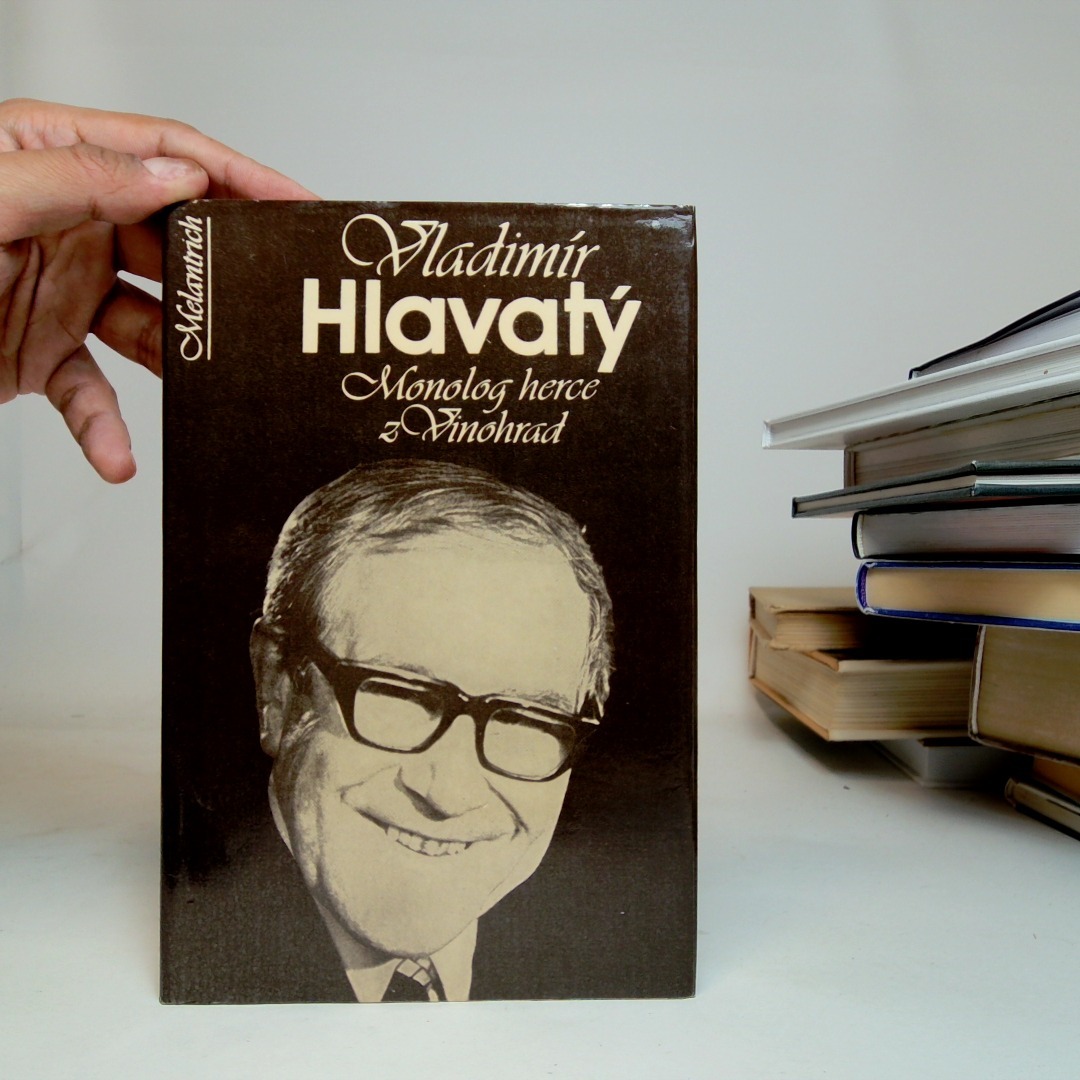 Melantrich
Vladimír
Hlavatý
Monolog herce
z Vinohrad